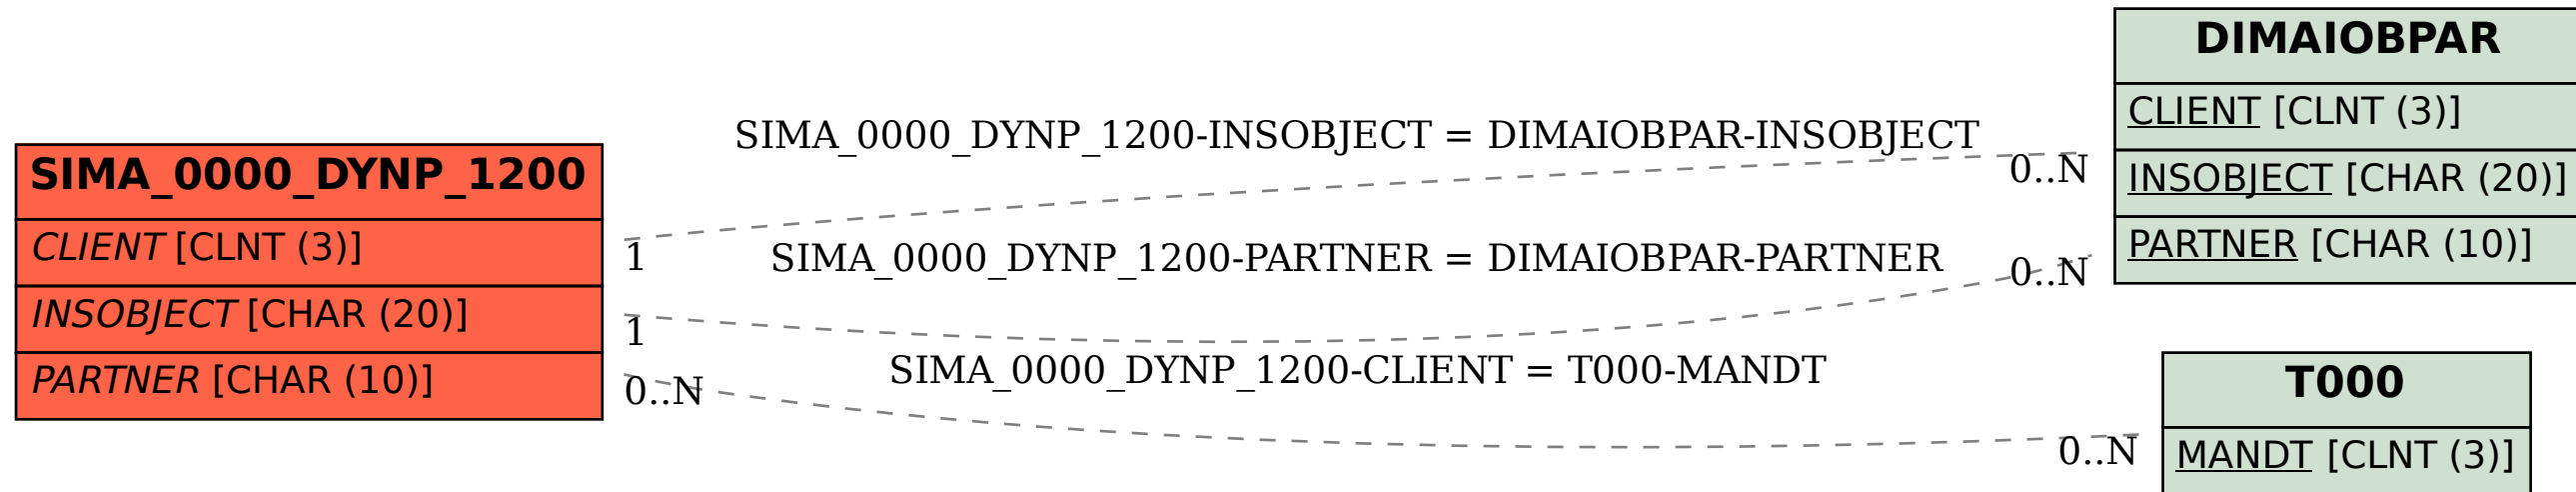 SIMA_0000_DYNP_1200
CLIENT [CLNT (3)]
INSOBJECT [CHAR (20)]
PARTNER [CHAR (10)]
SIMA_0000_DYNP_1200-INSOBJECT = DIMAIOBPAR-INSOBJECT
1
0..N
SIMA_0000_DYNP_1200-PARTNER = DIMAIOBPAR-PARTNER
1
0..N
SIMA_0000_DYNP_1200-CLIENT = T000-MANDT
0..N
0..N
DIMAIOBPAR
CLIENT [CLNT (3)]
INSOBJECT [CHAR (20)]
PARTNER [CHAR (10)]
T000
MANDT [CLNT (3)]